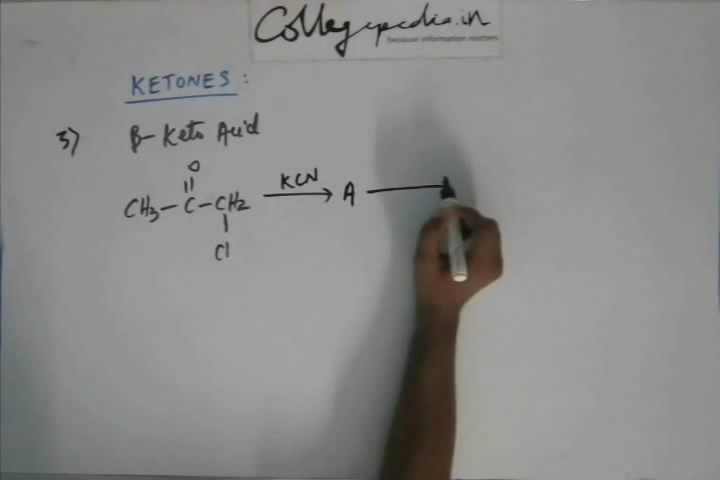 Collegepedia.in
because information matters
KETONES:
3) β-Keto Acid
O
CH3-C-CH2 KCN A
Cl